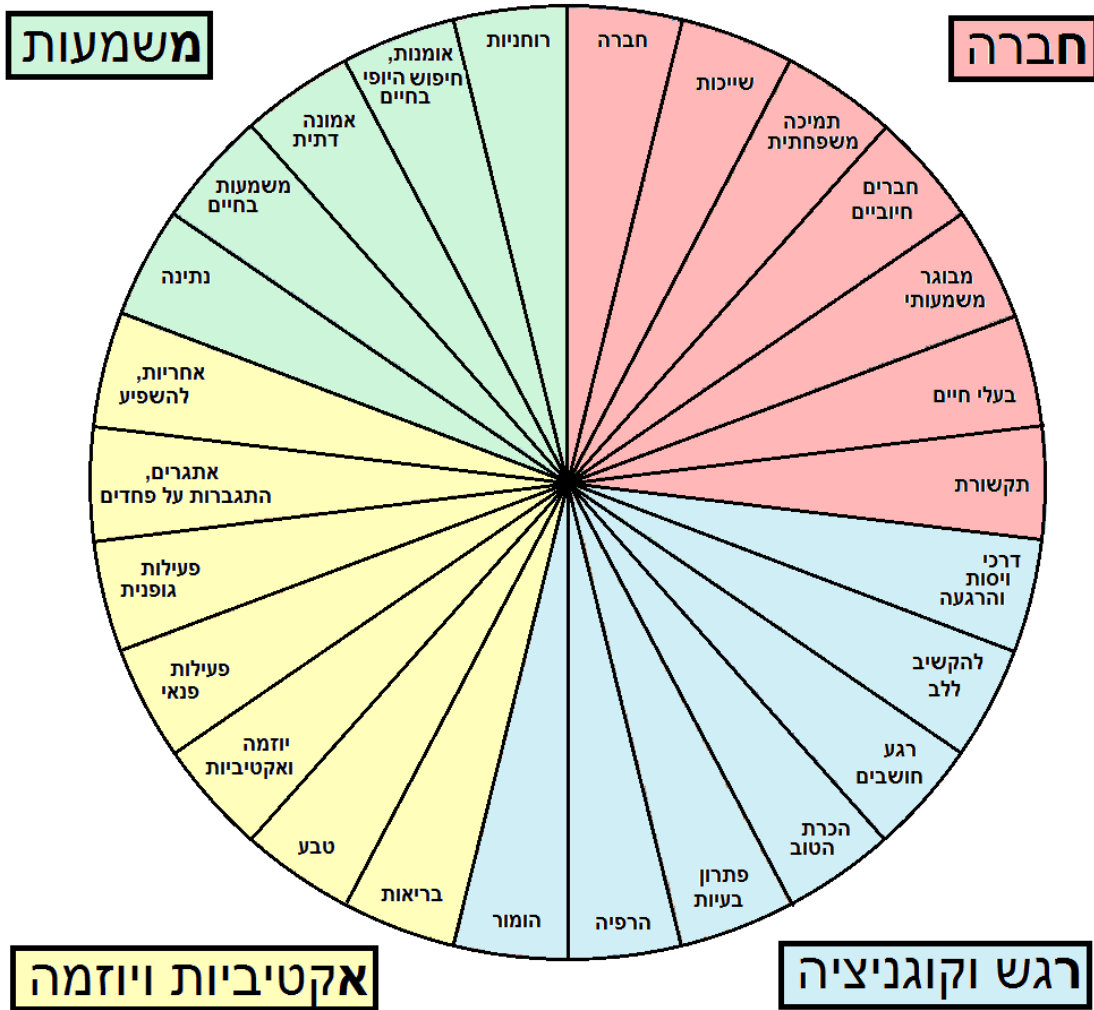 חברה
חברה
שייכות
תמיכה
משפחתית
חברים
חיוביים
מבוגר
משמעותי
בעלי חיים
תקשורת
רגש וקוגניציה
דרכי
ויסות
והרגעה
להקשיב
ללב
רגע
חושבים
הכרת
הטוב
פתרון
בעיות
הרפיה
הומור
אקטיביות ויוזמה
בריאות
טבע
יוזמה
ואקטיביות
פעילות
פנאי
פעילות
גופנית
אתגרים,
התגברות על פחדים
אחריות,
להשפיע
משמעות
נתינה
משמעות
בחיים
אמונה
דתית
אומנות,
חיפוש היופי
בחיים
רוחניות